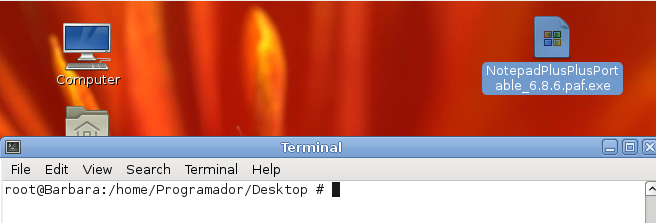 Computer
NotepadPlusPlusPort
able_6.8.6.paf.exe
Terminal
File Edit View Search Terminal Help
root@Barbara:/home/Programador/Desktop #